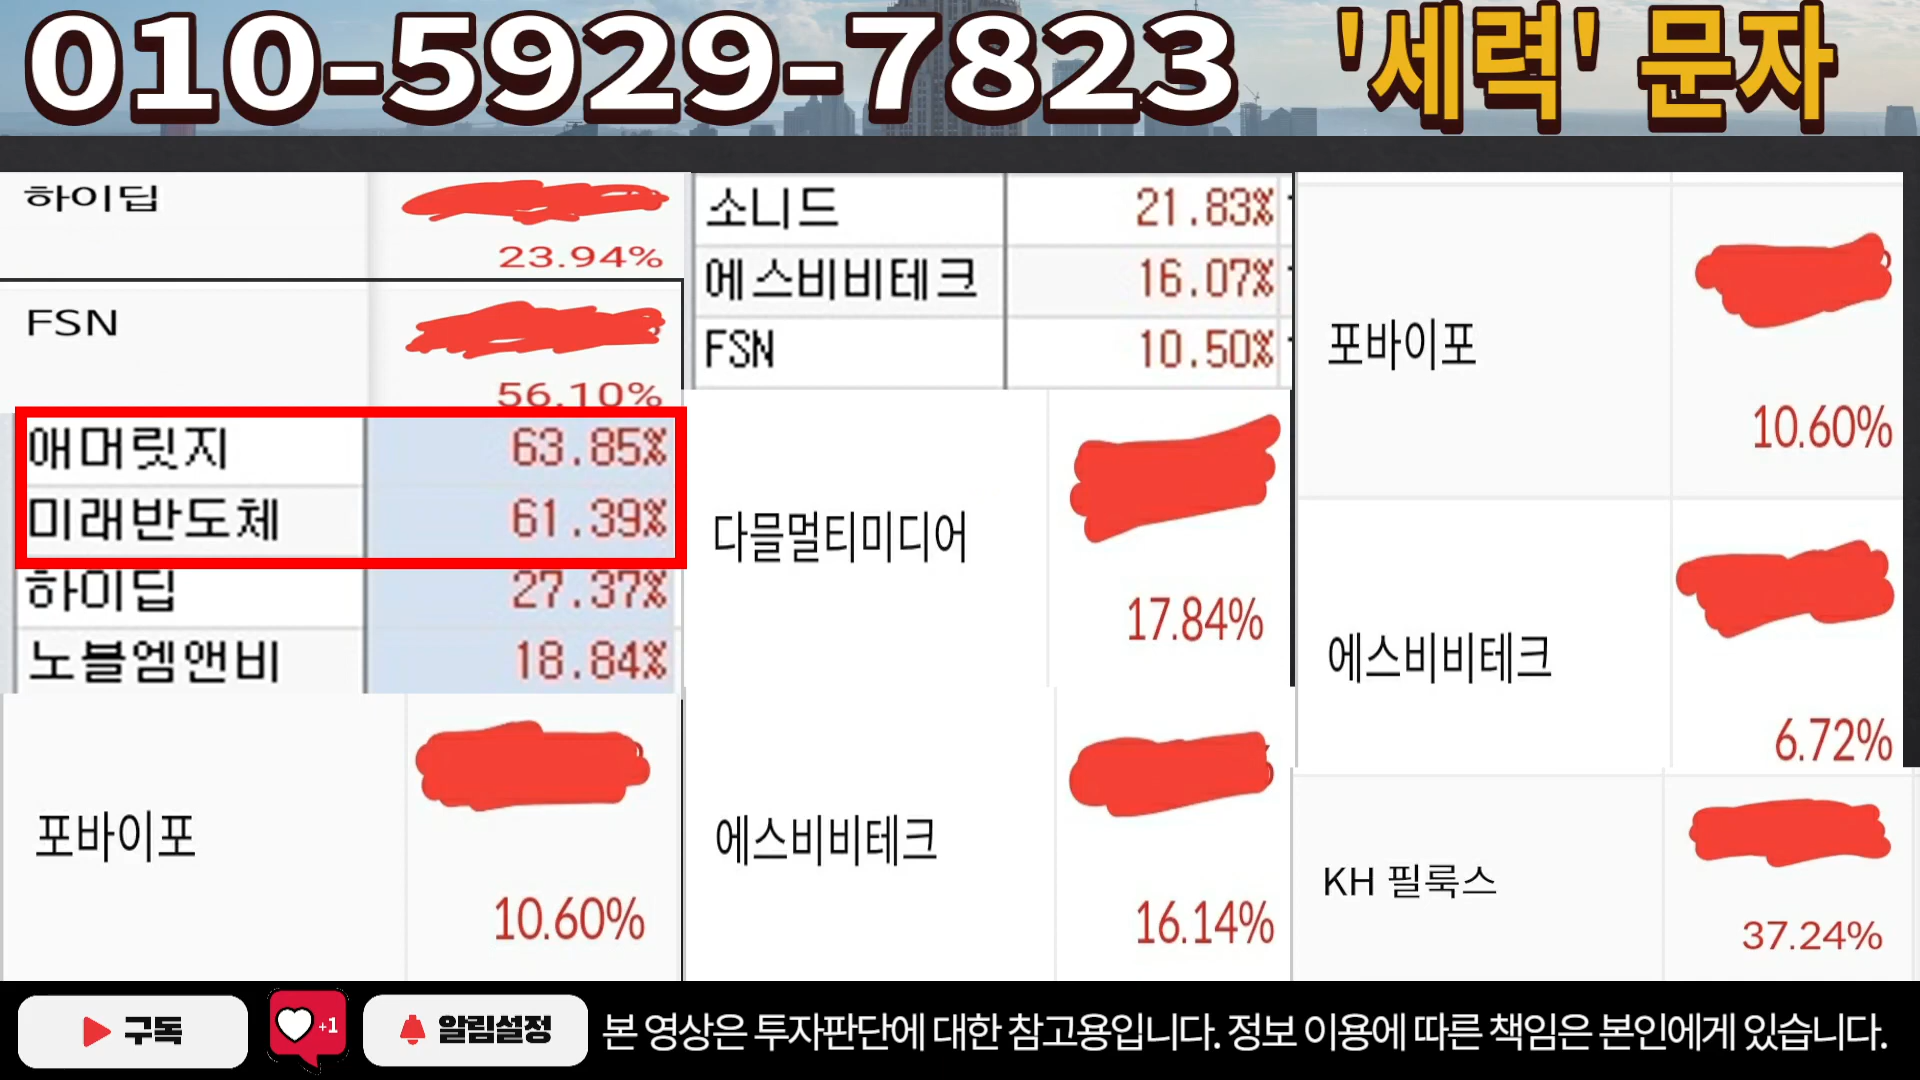 010-5929-7823 '세력' 문자
하이딥
23.94%
FSN
56.10%
애머릿지 63.85%
미래반도체 61.39%
하이딥 27.37%
노블엠앤비 18.84%
포바이포
10.60%
소니드 21.83%
에스비비테크 16.07%
FSN 10.50%
다믈멀티미디어
17.84%
에스비비테크
16.14%
포바이포
10.60%
에스비비테크
6.72%
KH 필룩스
37.24%
구독 +1 알림설정 본 영상은 투자판단에 대한 참고용입니다. 정보 이용에 따른 책임은 본인에게 있습니다.